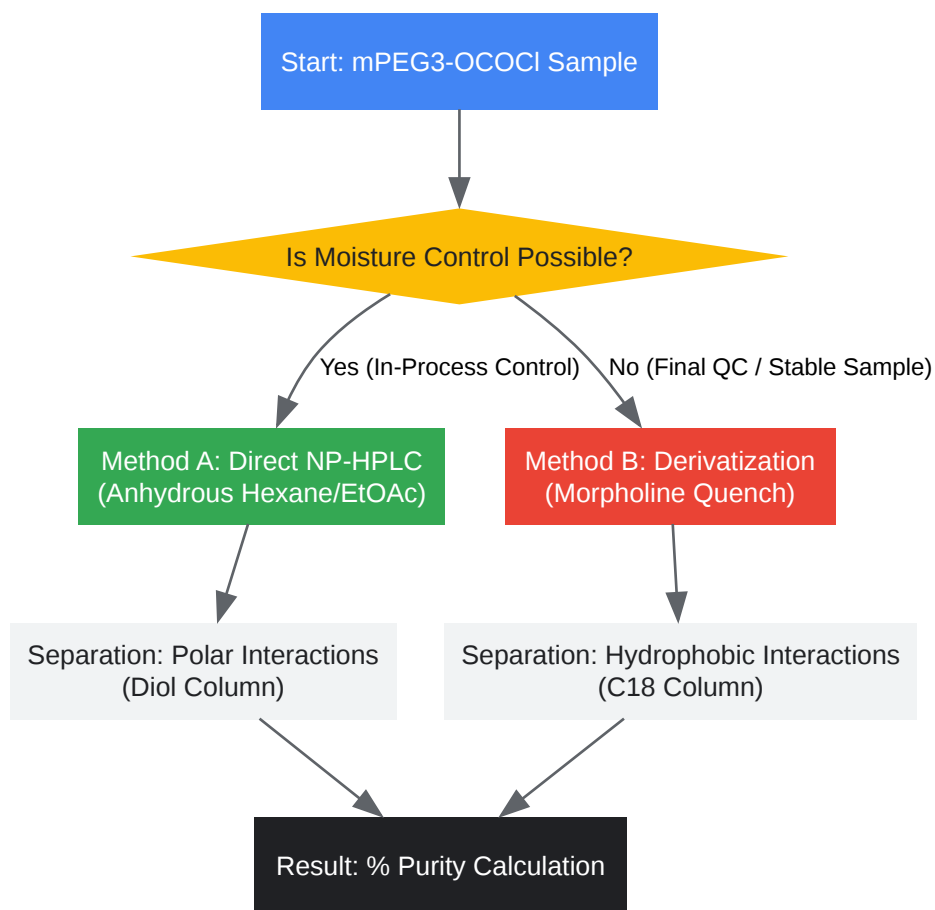 Start: mPEG3-OCOCl Sample
Is Moisture Control Possible?
Yes (In-Process Control)
No (Final QC / Stable Sample)
Method A: Direct NP-HPLC
(Anhydrous Hexane/EtOAc)
Method B: Derivatization
(Morpholine Quench)
Separation: Polar Interactions
(Diol Column)
Separation: Hydrophobic Interactions
(C18 Column)
Result: % Purity Calculation